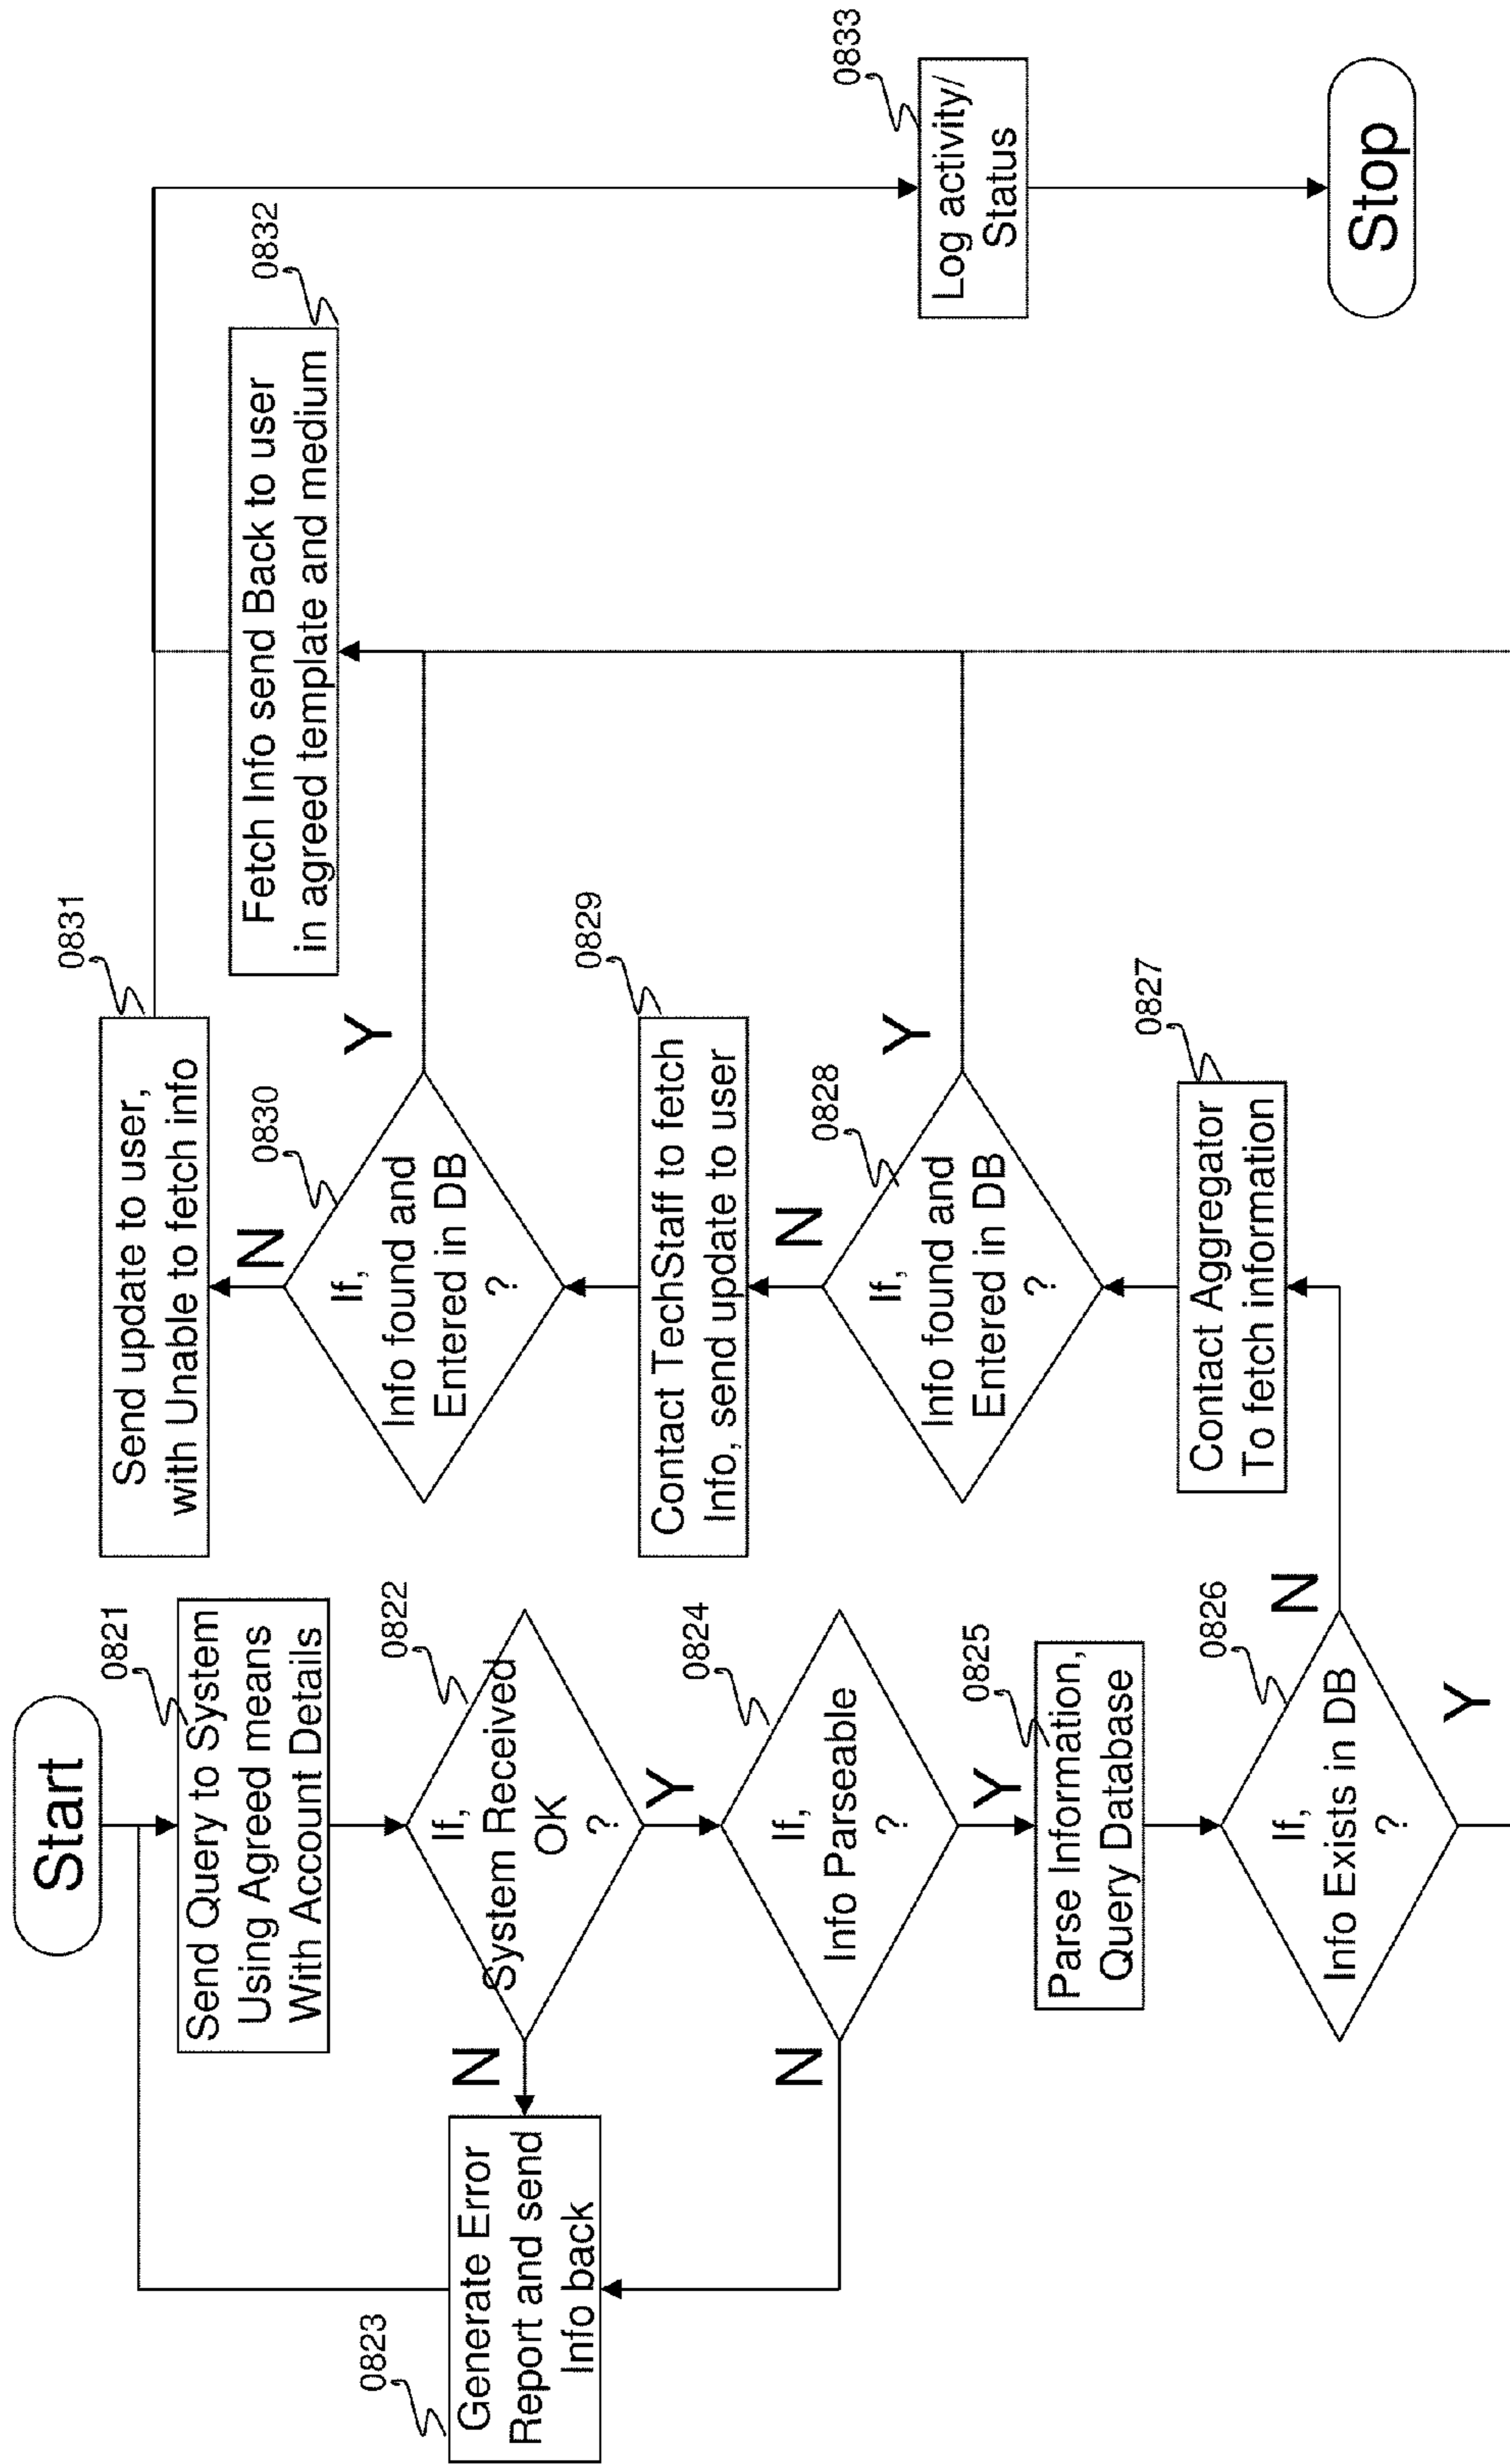 Start
0821
Send Query to System
Using Agreed means
With Account Details
0822
If,
System Received
OK
?
N
Y
0823
Generate Error
Report and send
Info back
0824
If,
Info Parseable
?
N
Y
0825
Parse Information,
Query Database
0826
If,
Info Exists in DB
?
N
Y
0827
Contact Aggregator
To fetch information
0828
If,
Info found and
Entered in DB
?
N
Y
0829
Contact TechStaff to fetch
Info, send update to user
0830
If,
Info found and
Entered in DB
?
N
Y
0831
Send update to user,
with Unable to fetch info
0832
Fetch Info send Back to user
in agreed template and medium
0833
Log activity/
Status
Stop